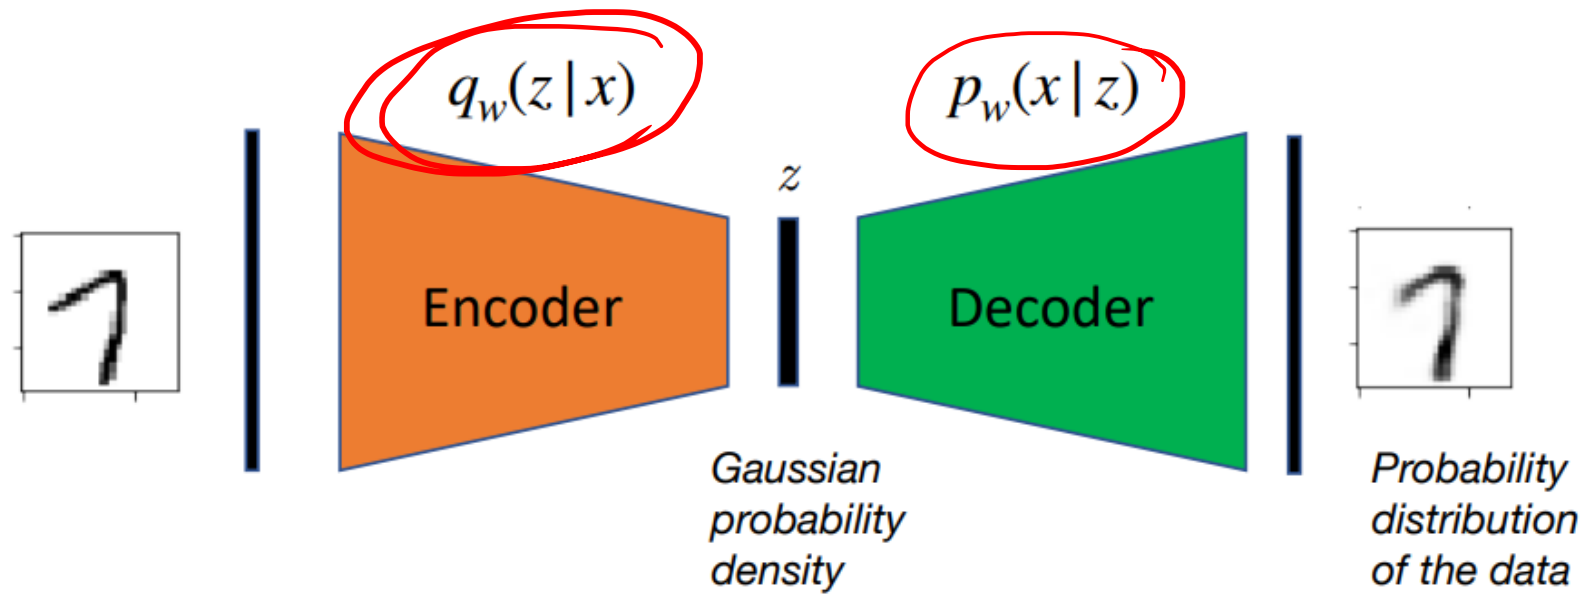 q_w(z|x)
p_w(x|z)
z
Encoder
Decoder
Gaussian
probability
density
Probability
distribution
of the data